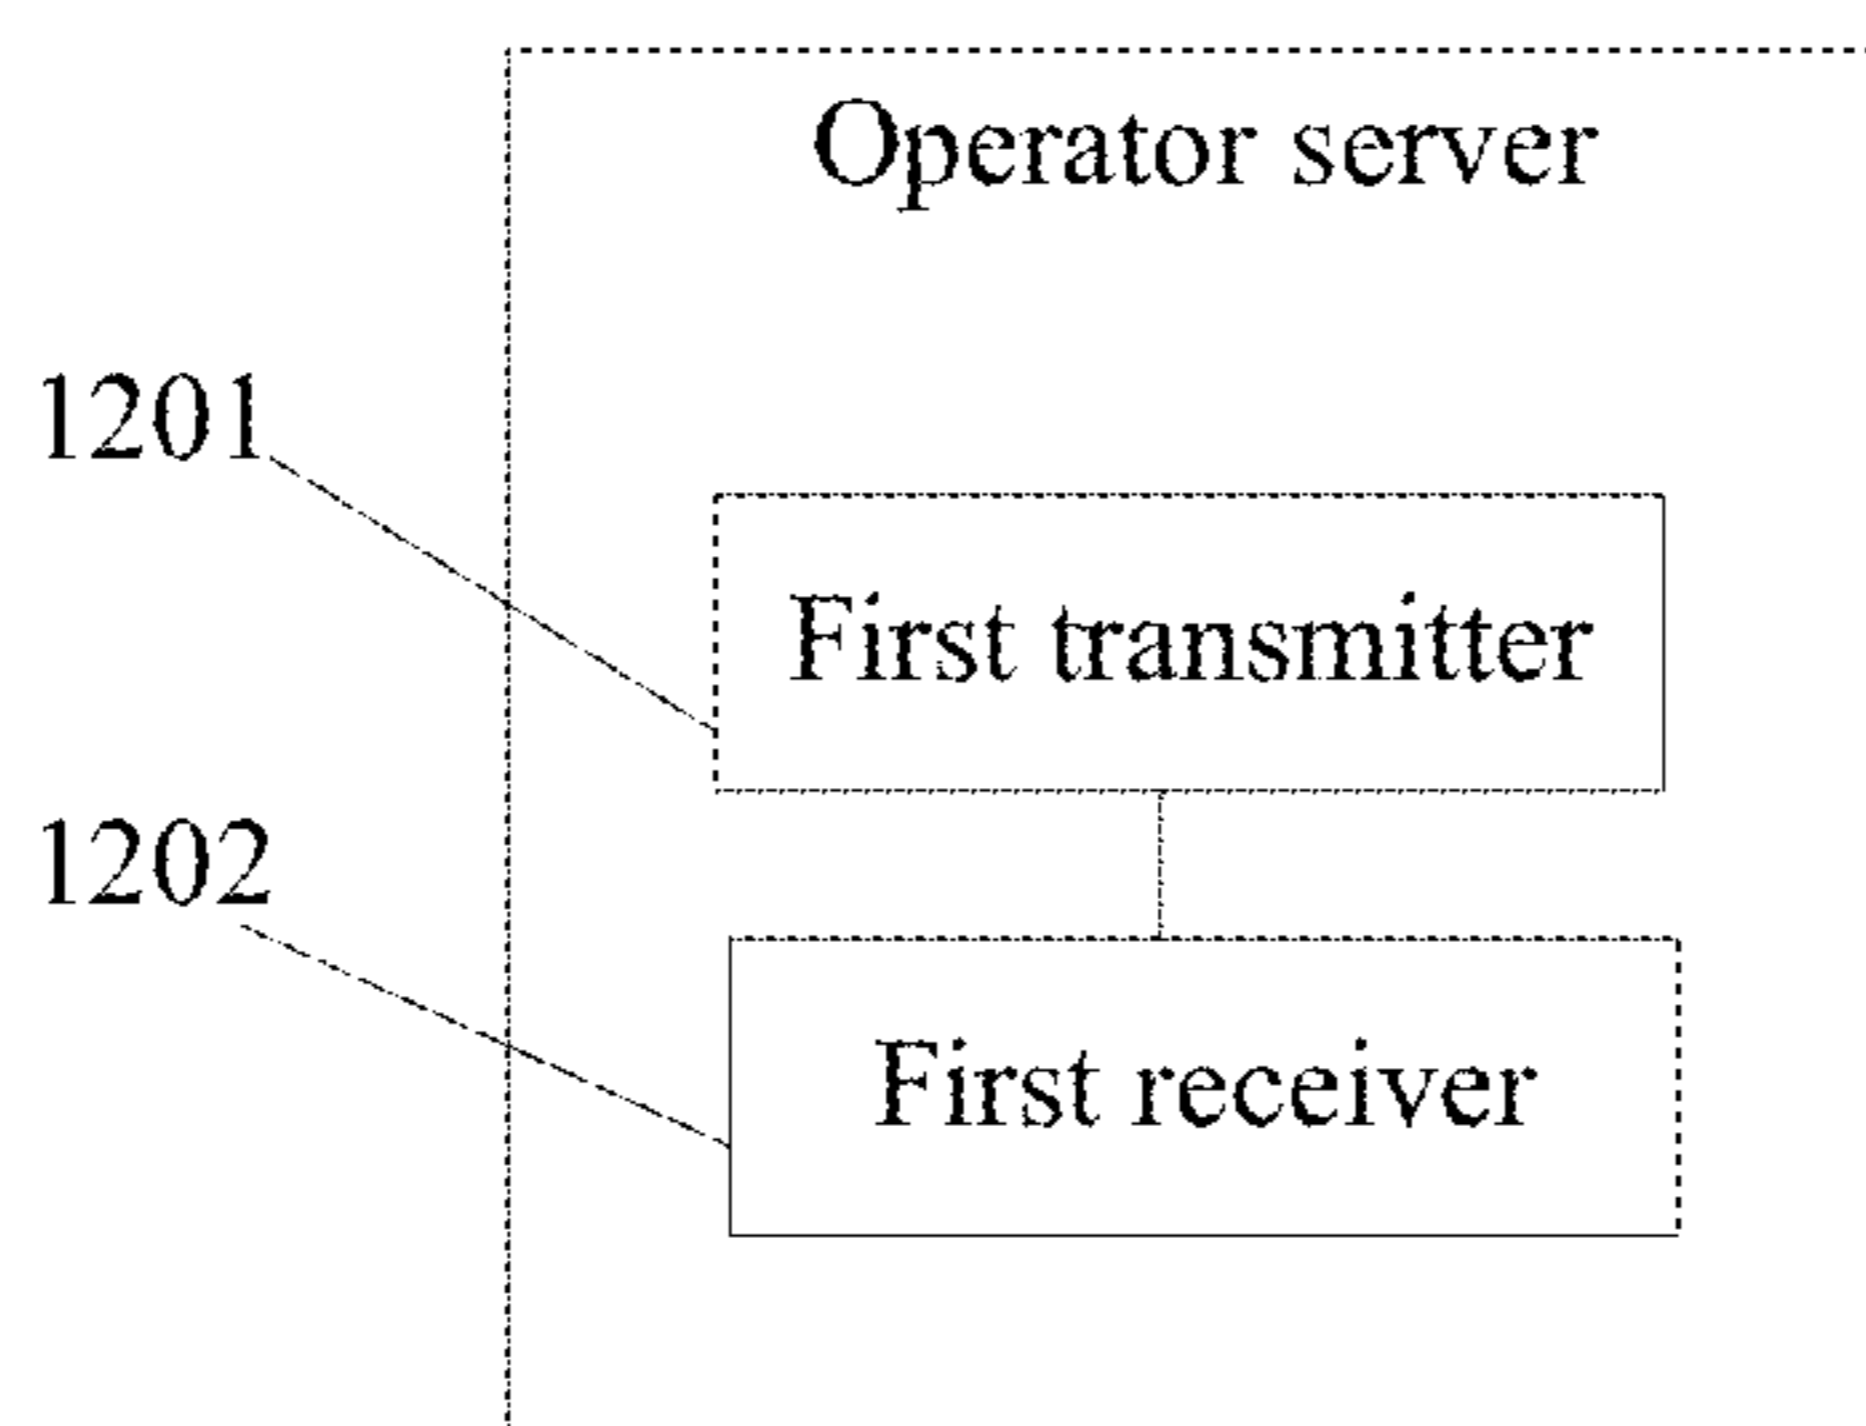 Operator server
1201
First transmitter
1202
First receiver